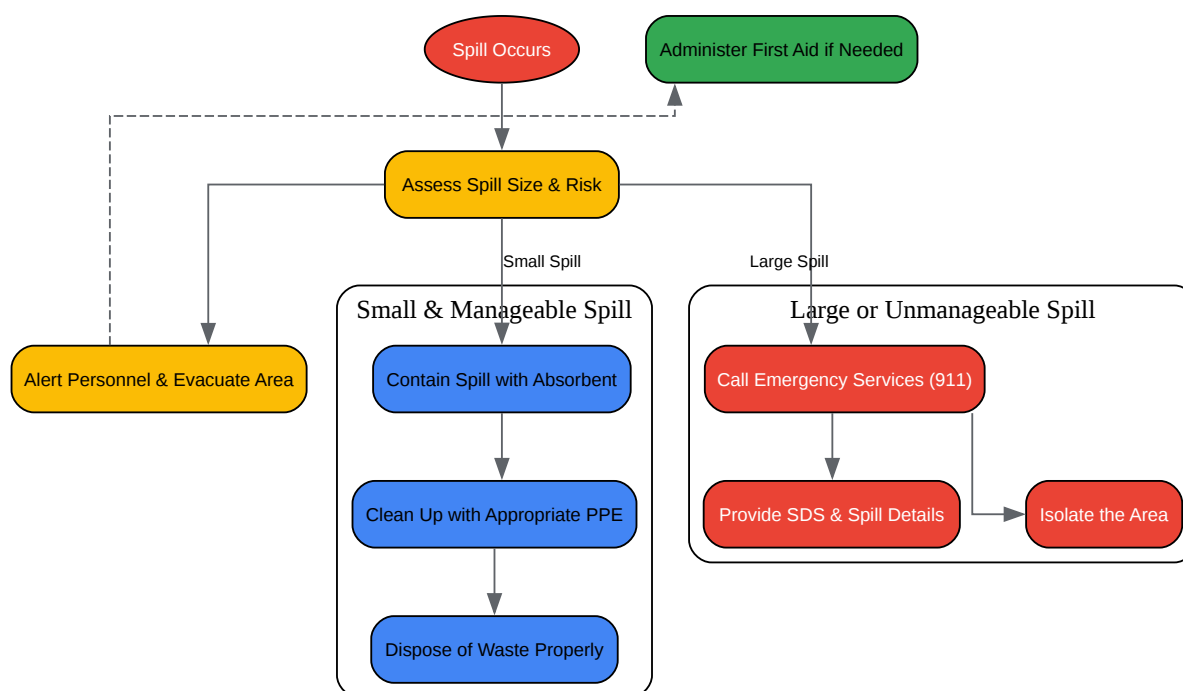 Spill Occurs
Administer First Aid if Needed
Assess Spill Size & Risk
Small Spill
Large Spill
Small & Manageable Spill
Large or Unmanageable Spill
Alert Personnel & Evacuate Area
Contain Spill with Absorbent
Call Emergency Services (911)
Clean Up with Appropriate PPE
Provide SDS & Spill Details
Isolate the Area
Dispose of Waste Properly